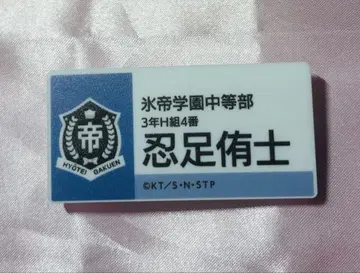 帝
HYOTEI GAKUEN
氷帝学園中等部
3年H組4番
忍足侑士
©KT/S・N・STP